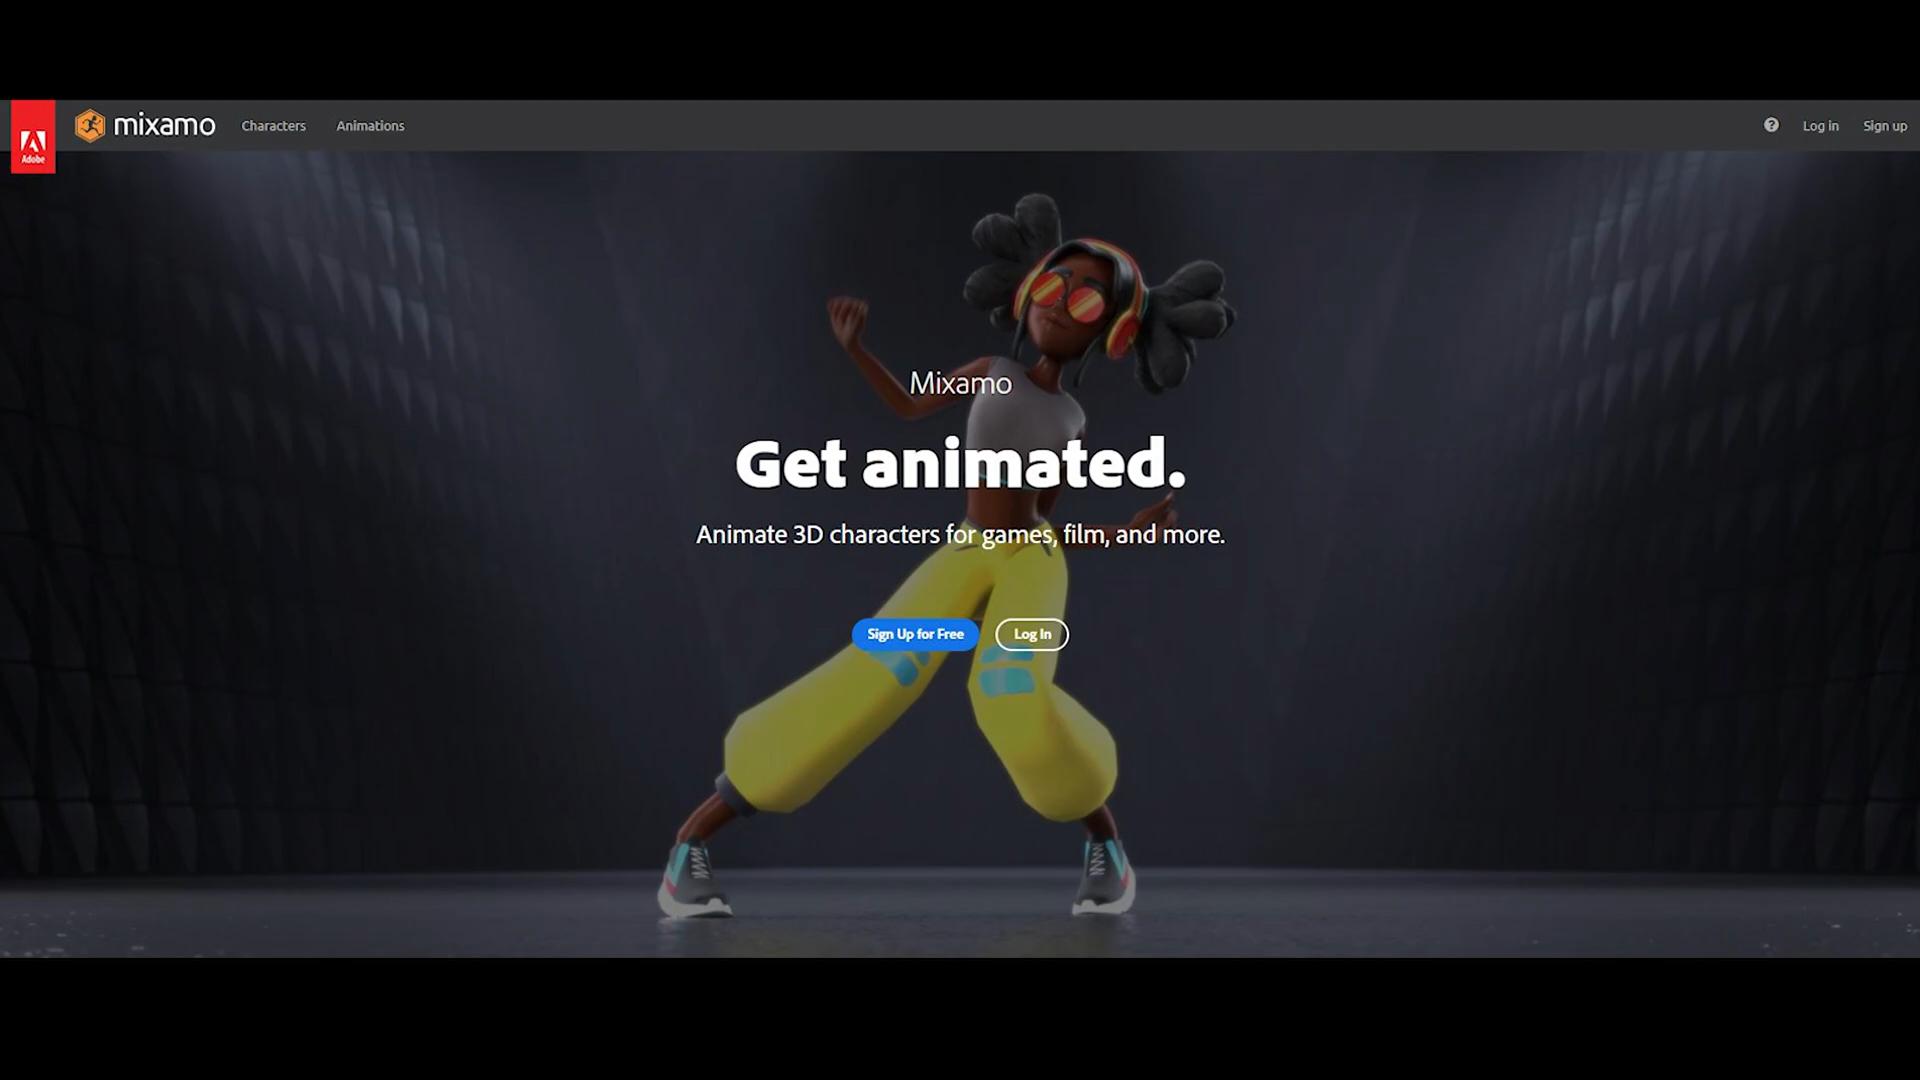 Adobe
mixamo
Characters
Animations
?
Log in
Sign up
Mixamo
Get animated.
Animate 3D characters for games, film, and more.
Sign Up for Free
Log In